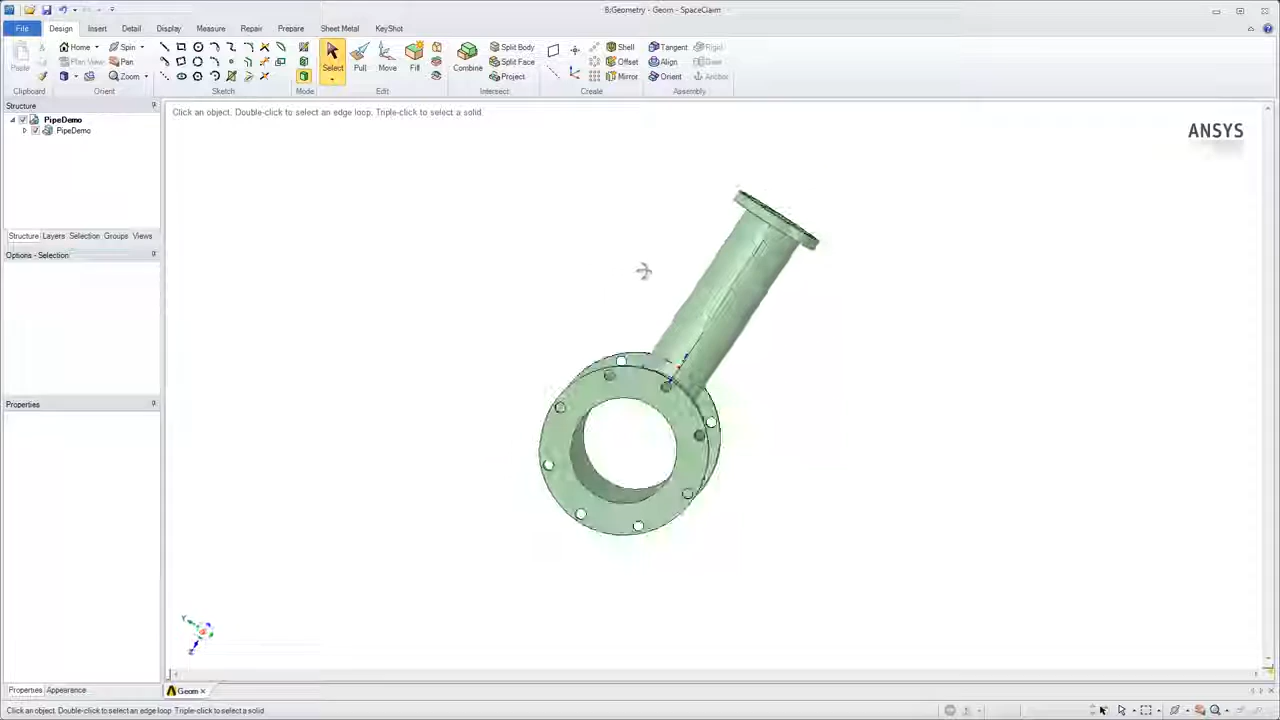 B:Geometry - Geom - SpaceClaim
File Design Insert Detail Display Measure Repair Prepare Sheet Metal KeyShot
Home Spin Split Body Shell Tangent Rigid
Plan View Pan Split Face Offset Align Gear
Paste Zoom Select Pull Move Fill Combine Project Mirror Orient Anchor
Clipboard Orient Sketch Mode Edit Intersect Create Assembly
Structure
PipeDemo
PipeDemo
Structure Layers Selection Groups Views
Options - Selection
Properties
Properties Appearance
Click an object. Double-click to select an edge loop. Triple-click to select a solid.
ANSYS
Y
Z
Geom
Click an object. Double-click to select an edge loop. Triple-click to select a solid.